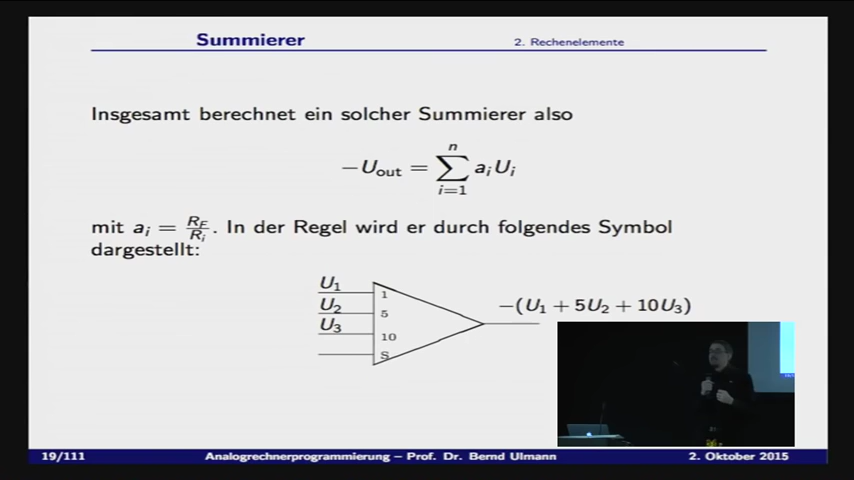 Summierer
2. Rechenelemente
Insgesamt berechnet ein solcher Summierer also
−U_out = ∑_{i=1}^{n} a_i U_i
mit a_i = R_F/R_i. In der Regel wird er durch folgendes Symbol
dargestellt:
U_1
1
U_2
5
U_3
10
S
−(U_1 + 5U_2 + 10U_3)
19/111
Analogrechnerprogrammierung – Prof. Dr. Bernd Ulmann
2. Oktober 2015